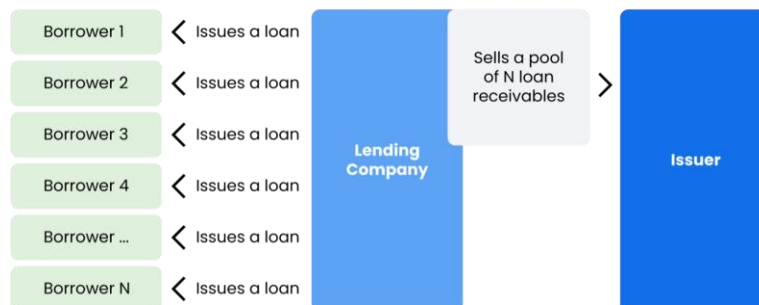 Borrower 1
Issues a loan
Borrower 2
Issues a loan
Borrower 3
Issues a loan
Borrower 4
Issues a loan
Borrower ...
Issues a loan
Borrower N
Issues a loan
Lending
Company
Sells a pool
of N loan
receivables
Issuer